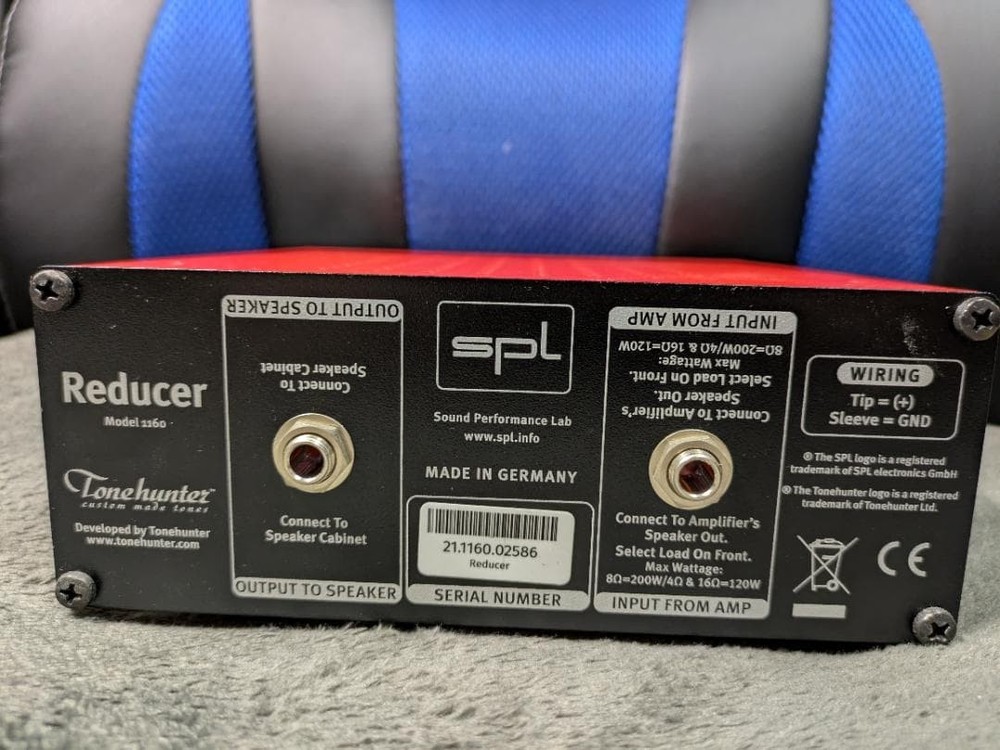 Reducer
Model 1160
Tonehunter™
custom made tones
Developed by Tonehunter
www.tonehunter.com
OUTPUT TO SPEAKER
Connect To
Speaker Cabinet
Connect To
Speaker Cabinet
OUTPUT TO SPEAKER
spl
Sound Performance Lab
www.spl.info
MADE IN GERMANY
21.1160.02586
Reducer
SERIAL NUMBER
INPUT FROM AMP
Connect To Amplifier's
Speaker Out.
Select Load On Front.
Max Wattage:
8Ω=200W/4Ω & 16Ω=120W
Connect To Amplifier's
Speaker Out.
Select Load On Front.
Max Wattage:
8Ω=200W/4Ω & 16Ω=120W
INPUT FROM AMP
WIRING
Tip = (+)
Sleeve = GND
® The SPL logo is a registered
trademark of SPL electronics GmbH
® The Tonehunter logo is a registered
trademark of Tonehunter Ltd.
CE